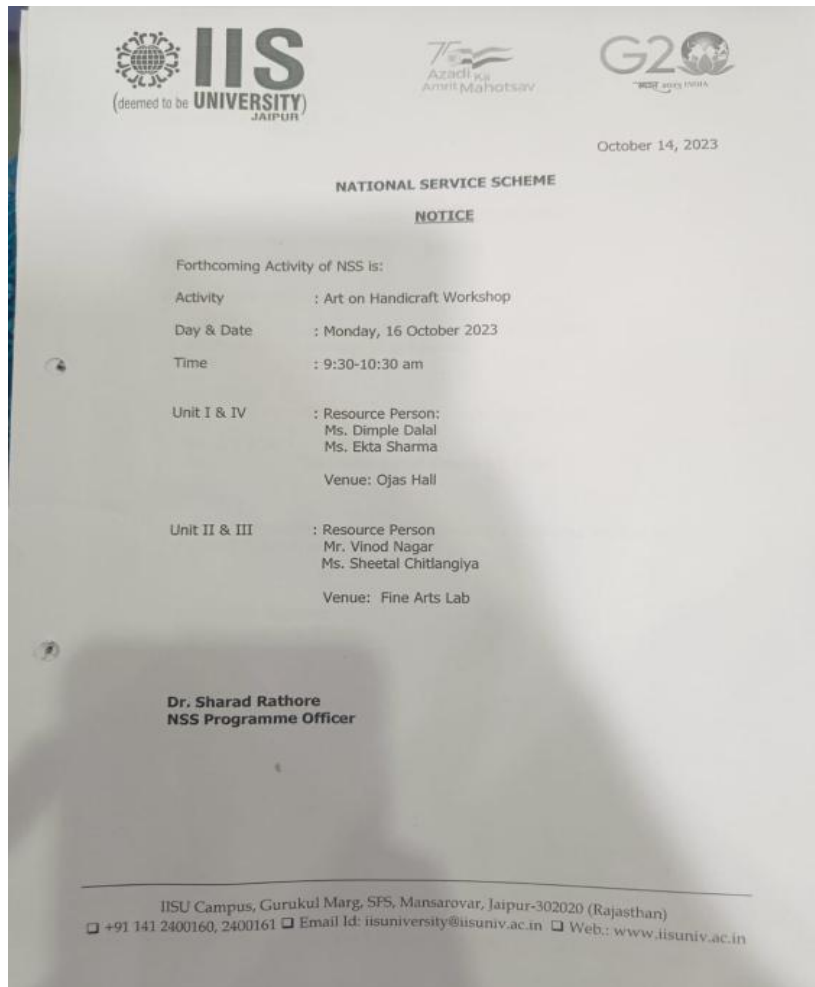 IIS
(deemed to be UNIVERSITY)
JAIPUR
75
Azadi Ka
Amrit Mahotsav
G20
भारत 2023 INDIA
October 14, 2023
NATIONAL SERVICE SCHEME
NOTICE
Forthcoming Activity of NSS is:
Activity : Art on Handicraft Workshop
Day & Date : Monday, 16 October 2023
Time : 9:30-10:30 am
Unit I & IV : Resource Person:
Ms. Dimple Dalal
Ms. Ekta Sharma
Venue: Ojas Hall
Unit II & III : Resource Person
Mr. Vinod Nagar
Ms. Sheetal Chitlangiya
Venue: Fine Arts Lab
Dr. Sharad Rathore
NSS Programme Officer
IISU Campus, Gurukul Marg, SFS, Mansarovar, Jaipur-302020 (Rajasthan)
❑ +91 141 2400160, 2400161 ❑ Email Id: iisuniversity@iisuniv.ac.in ❑ Web.: www.iisuniv.ac.in